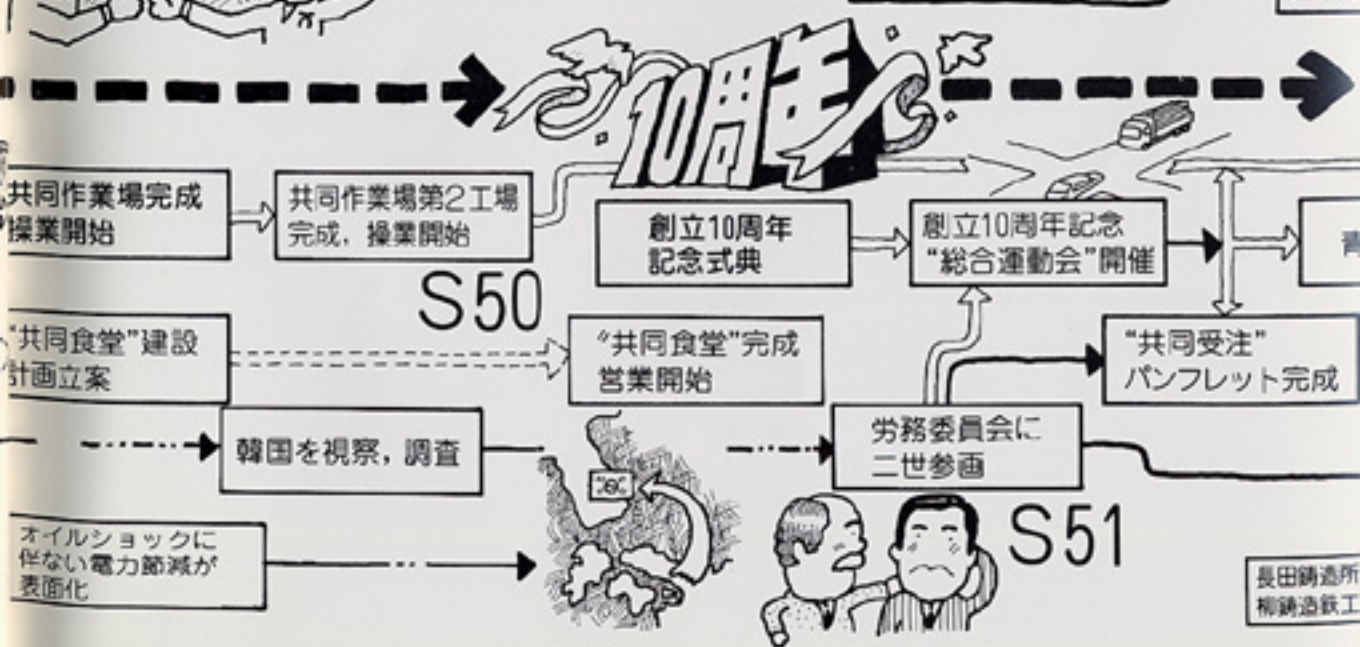 10周年
共同作業場完成
操業開始
共同作業場第2工場
完成，操業開始
創立10周年
記念式典
創立10周年記念
“総合運動会”開催
青
S50
“共同食堂”建設
計画立案
“共同食堂”完成
営業開始
“共同受注”
パンフレット完成
韓国を視察，調査
労務委員会に
二世参画
S51
オイルショックに
伴ない電力節減が
表面化
長田鋳造所
柳鋳造鉄工